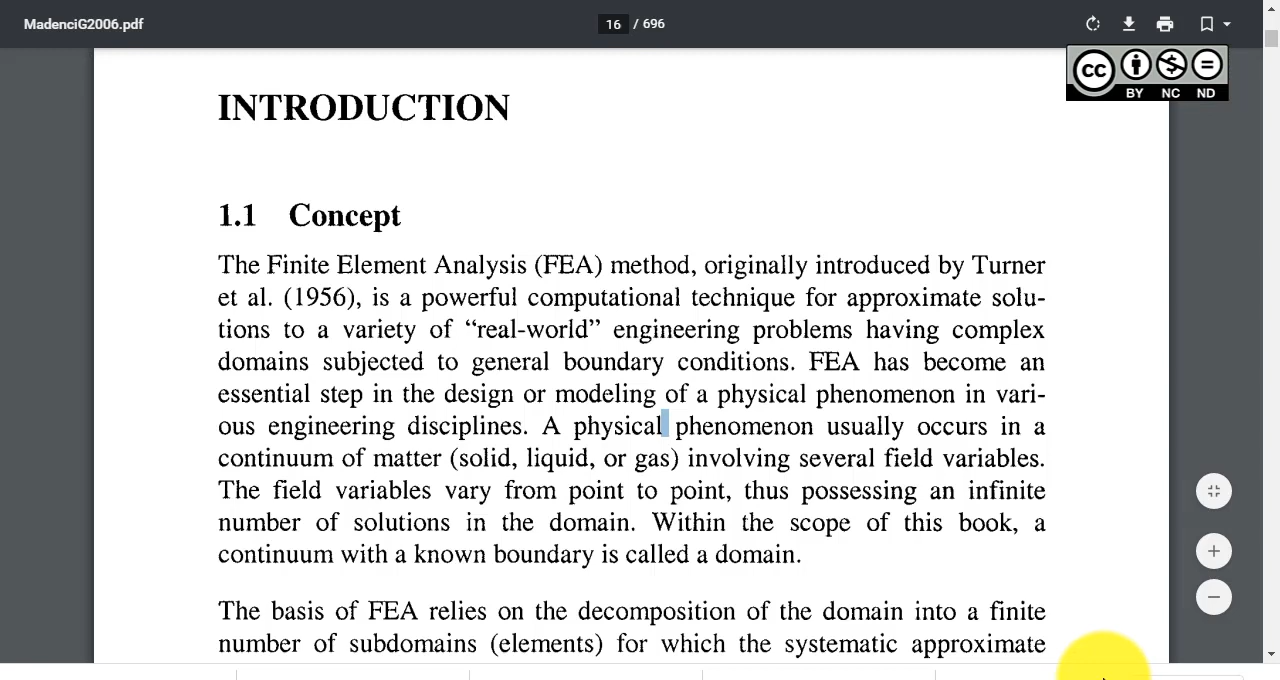 MadenciG2006.pdf
16 / 696
cc
BY NC ND
INTRODUCTION
1.1 Concept
The Finite Element Analysis (FEA) method, originally introduced by Turner
et al. (1956), is a powerful computational technique for approximate solu-
tions to a variety of “real-world” engineering problems having complex
domains subjected to general boundary conditions. FEA has become an
essential step in the design or modeling of a physical phenomenon in vari-
ous engineering disciplines. A physical phenomenon usually occurs in a
continuum of matter (solid, liquid, or gas) involving several field variables.
The field variables vary from point to point, thus possessing an infinite
number of solutions in the domain. Within the scope of this book, a
continuum with a known boundary is called a domain.
The basis of FEA relies on the decomposition of the domain into a finite
number of subdomains (elements) for which the systematic approximate